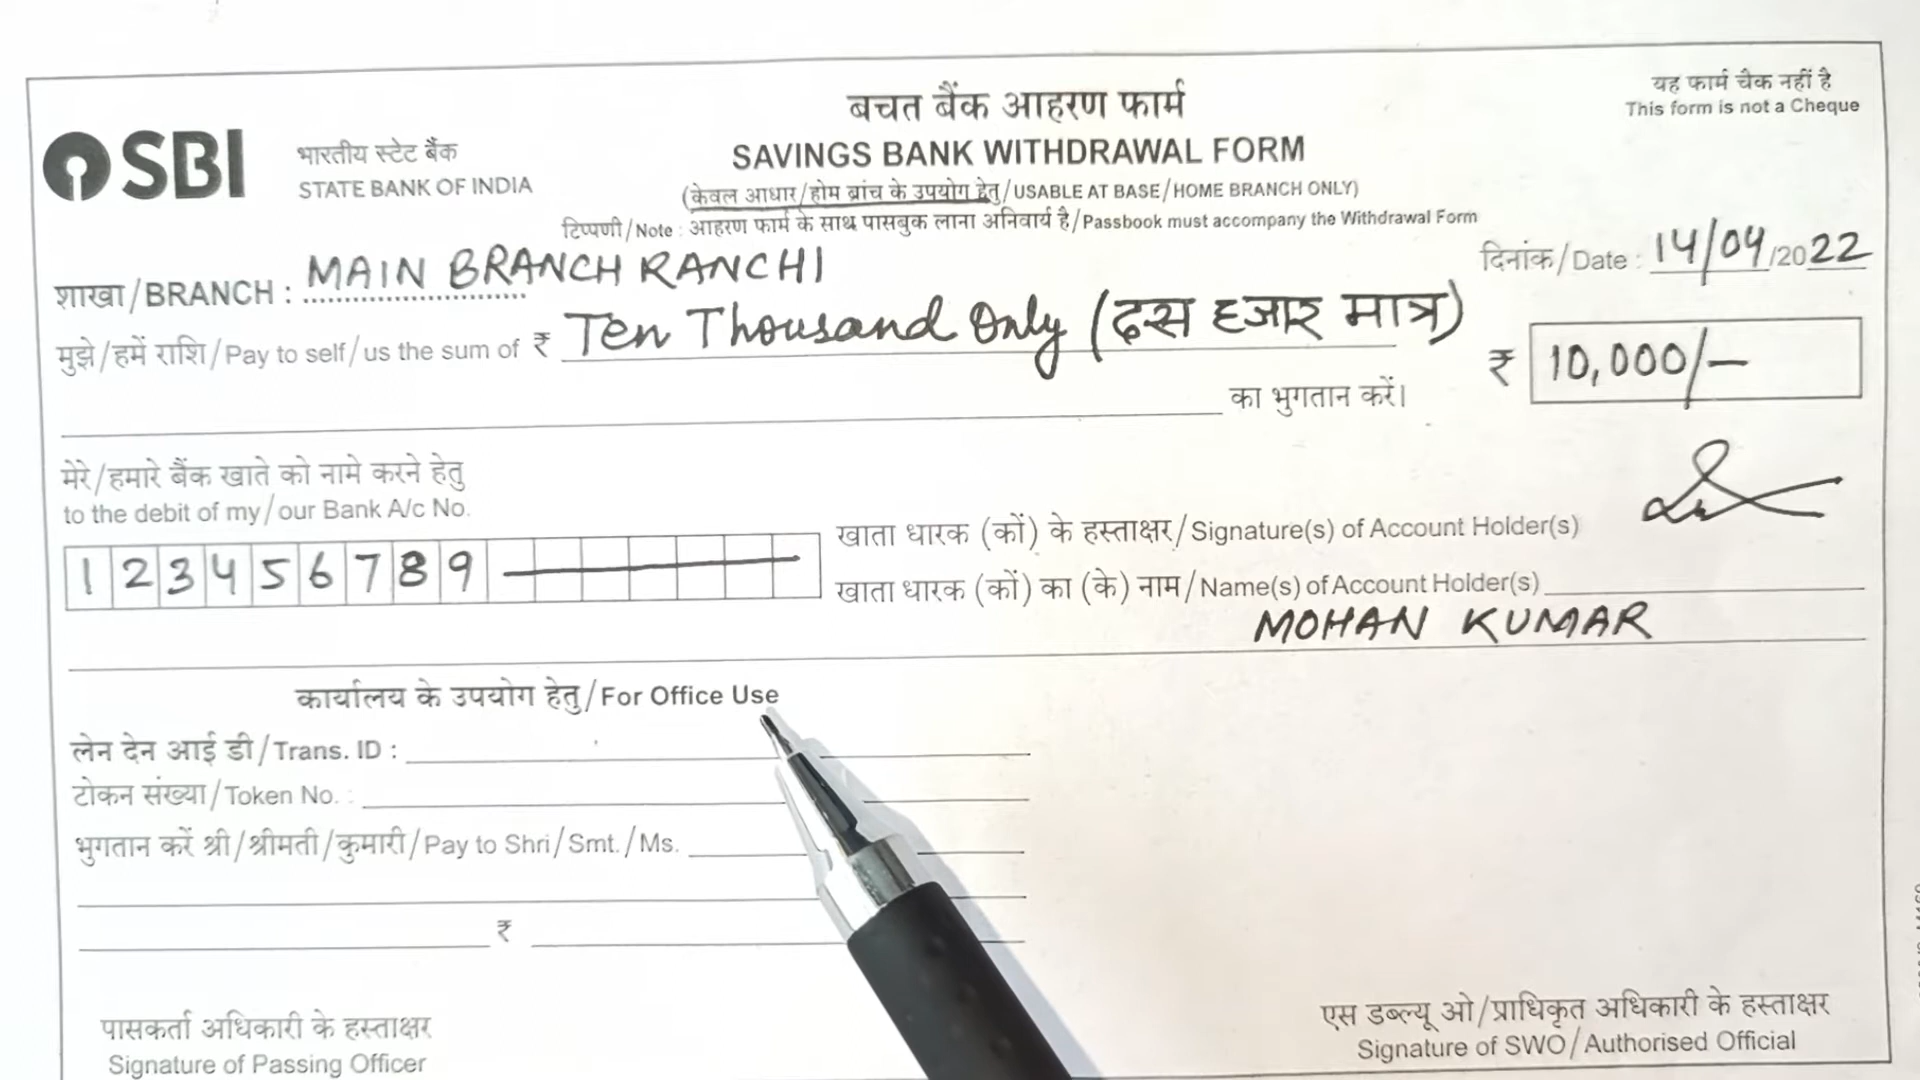 यह फार्म चैक नहीं है
This form is not a Cheque
SBI
भारतीय स्टेट बैंक
STATE BANK OF INDIA
बचत बैंक आहरण फार्म
SAVINGS BANK WITHDRAWAL FORM
(केवल आधार/होम ब्रांच के उपयोग हेतु/USABLE AT BASE/HOME BRANCH ONLY)
टिप्पणी/Note : आहरण फार्म के साथ पासबुक लाना अनिवार्य है/Passbook must accompany the Withdrawal Form
शाखा/BRANCH : MAIN BRANCH RANCHI
दिनांक/Date : 14/04/2022
मुझे/हमें राशि/Pay to self/us the sum of ₹ Ten Thousand Only (दस हजार मात्र)
₹ 10,000/-
का भुगतान करें।
मेरे/हमारे बैंक खाते को नामे करने हेतु
to the debit of my/our Bank A/c No.
1 2 3 4 5 6 7 8 9
खाता धारक (कों) के हस्ताक्षर/Signature(s) of Account Holder(s)
खाता धारक (कों) का (के) नाम/Name(s) of Account Holder(s)
MOHAN KUMAR
कार्यालय के उपयोग हेतु/For Office Use
लेन देन आई डी/Trans. ID :
टोकन संख्या/Token No. :
भुगतान करें श्री/श्रीमती/कुमारी/Pay to Shri/Smt./Ms.
₹
पासकर्ता अधिकारी के हस्ताक्षर
Signature of Passing Officer
एस डब्ल्यू ओ/प्राधिकृत अधिकारी के हस्ताक्षर
Signature of SWO/Authorised Official